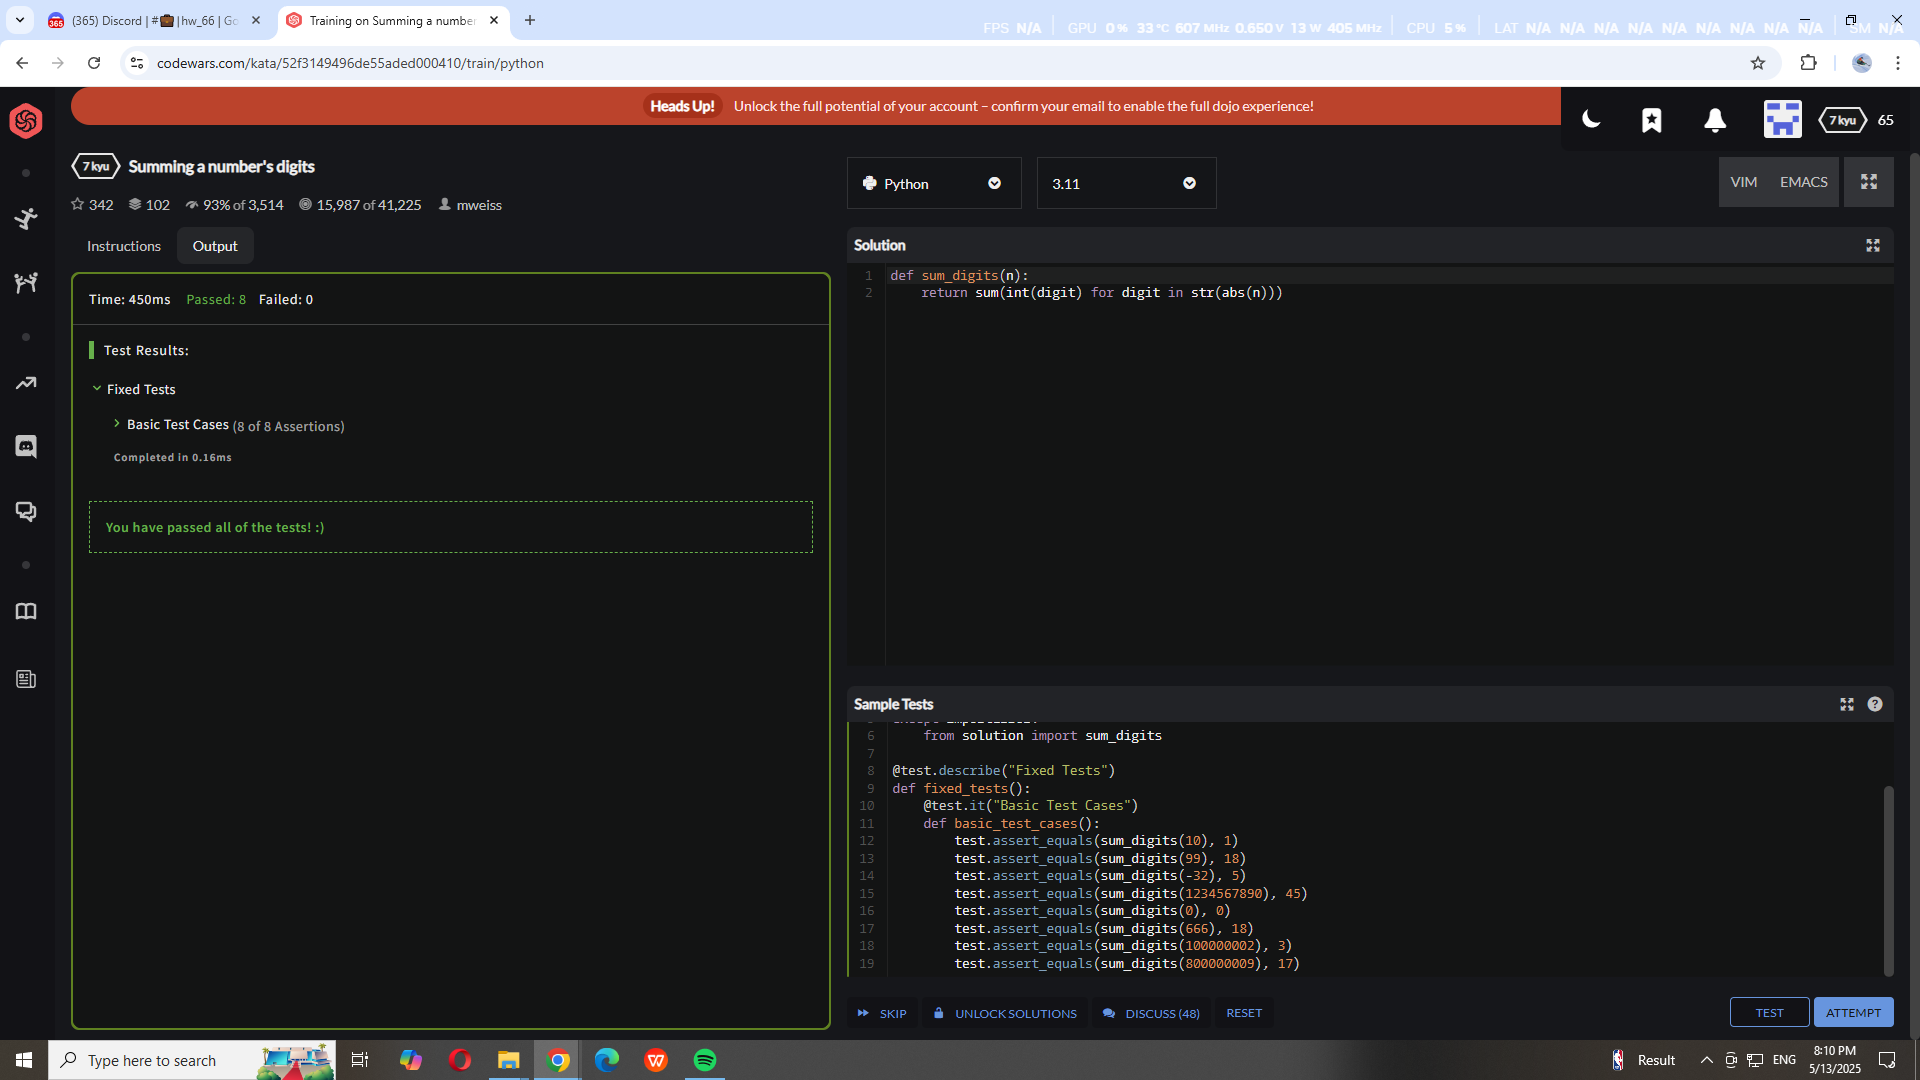 (365) Discord | #💼|hw_66 | Go
Training on Summing a number
FPS N/A GPU 0% 33°C 607 MHz 0.650 V 13 W 405 MHz CPU 5% LAT N/A N/A N/A N/A N/A N/A N/A N/A N/A SM N/A
codewars.com/kata/52f3149496de55aded000410/train/python
Heads Up! Unlock the full potential of your account – confirm your email to enable the full dojo experience!
7 kyu 65
7 kyu Summing a number's digits
342 102 93% of 3,514 15,987 of 41,225 mweiss
Python 3.11 VIM EMACS
Instructions Output
Time: 450ms Passed: 8 Failed: 0
Test Results:
Fixed Tests
Basic Test Cases (8 of 8 Assertions)
Completed in 0.16ms
You have passed all of the tests! :)
Solution
1 def sum_digits(n):
2 return sum(int(digit) for digit in str(abs(n)))
Sample Tests
6 from solution import sum_digits
7
8 @test.describe("Fixed Tests")
9 def fixed_tests():
10 @test.it("Basic Test Cases")
11 def basic_test_cases():
12 test.assert_equals(sum_digits(10), 1)
13 test.assert_equals(sum_digits(99), 18)
14 test.assert_equals(sum_digits(-32), 5)
15 test.assert_equals(sum_digits(1234567890), 45)
16 test.assert_equals(sum_digits(0), 0)
17 test.assert_equals(sum_digits(666), 18)
18 test.assert_equals(sum_digits(100000002), 3)
19 test.assert_equals(sum_digits(800000009), 17)
SKIP UNLOCK SOLUTIONS DISCUSS (48) RESET TEST ATTEMPT
Type here to search
Result ENG
8:10 PM
5/13/2025